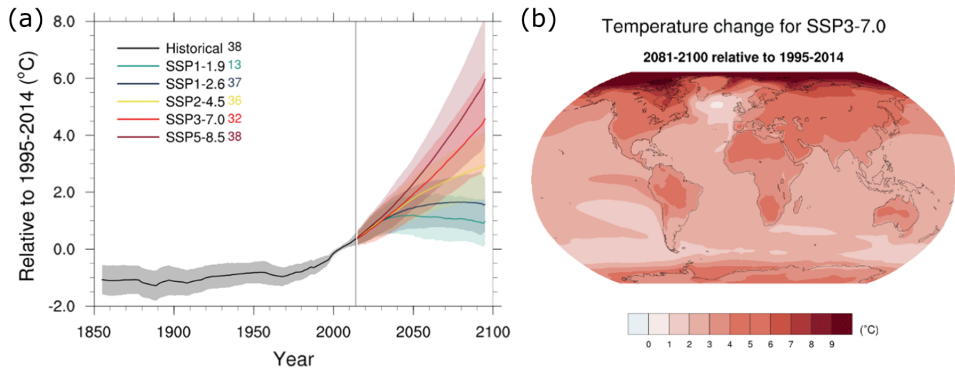 (a)
Relative to 1995-2014 (°C)
8.0
6.0
4.0
2.0
0.0
-2.0
Historical 38
SSP1-1.9 13
SSP1-2.6 37
SSP2-4.5 36
SSP3-7.0 32
SSP5-8.5 38
1850 1900 1950 2000 2050 2100
Year
(b)
Temperature change for SSP3-7.0
2081-2100 relative to 1995-2014
0 1 2 3 4 5 6 7 8 9
(°C)